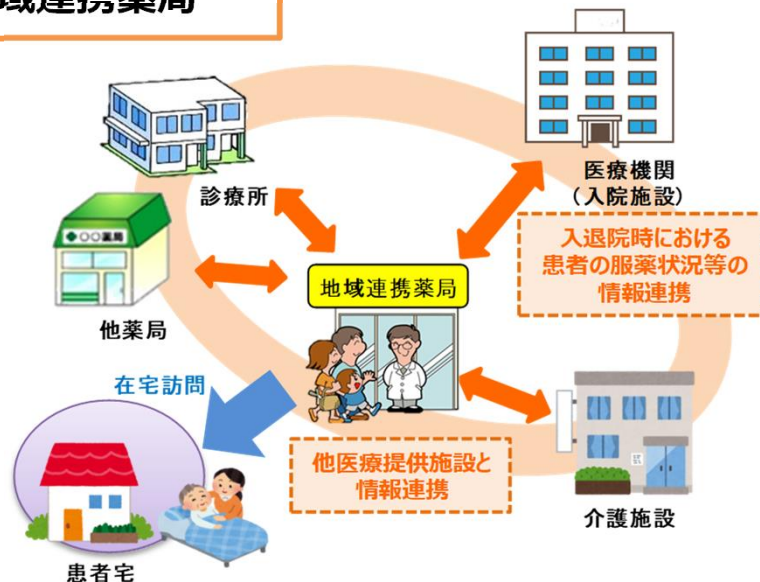 域連携薬局
診療所
医療機関
（入院施設）
入退院時における
患者の服薬状況等の
情報連携
○○薬局
他薬局
地域連携薬局
在宅訪問
他医療提供施設と
情報連携
介護施設
患者宅